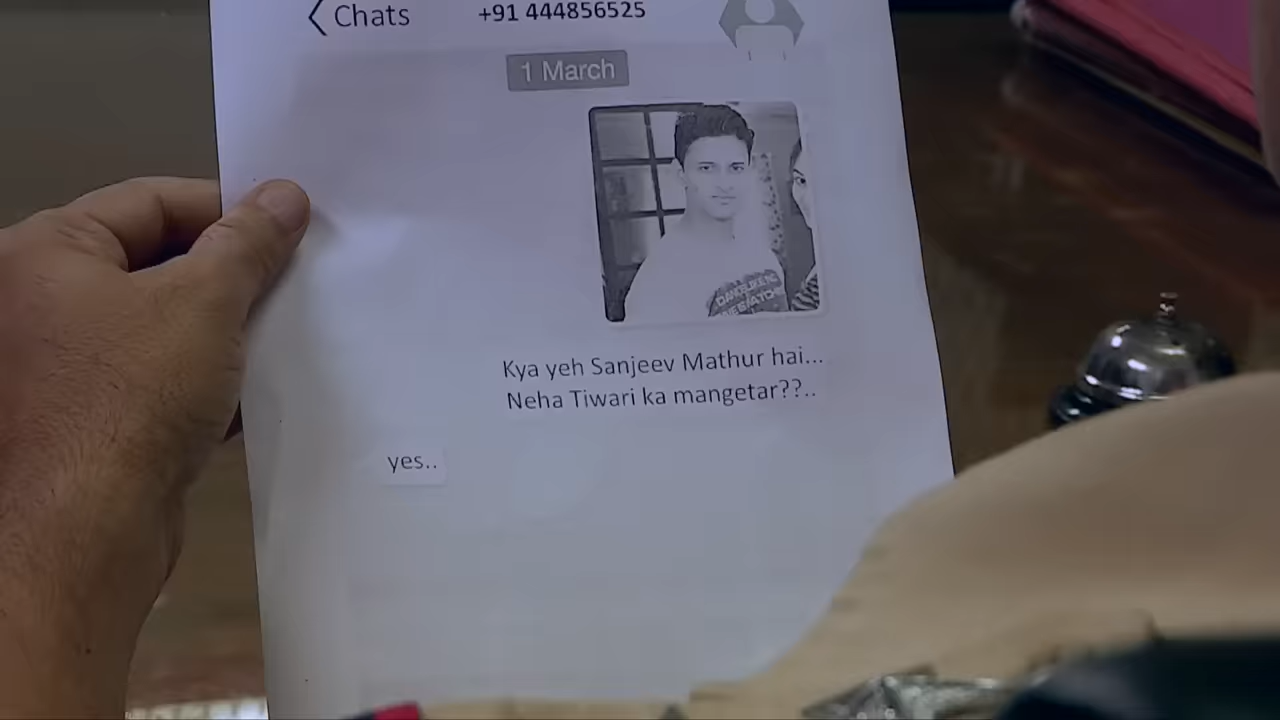 Chats
+91 444856525
1 March
Kya yeh Sanjeev Mathur hai...
Neha Tiwari ka mangetar??..
yes..